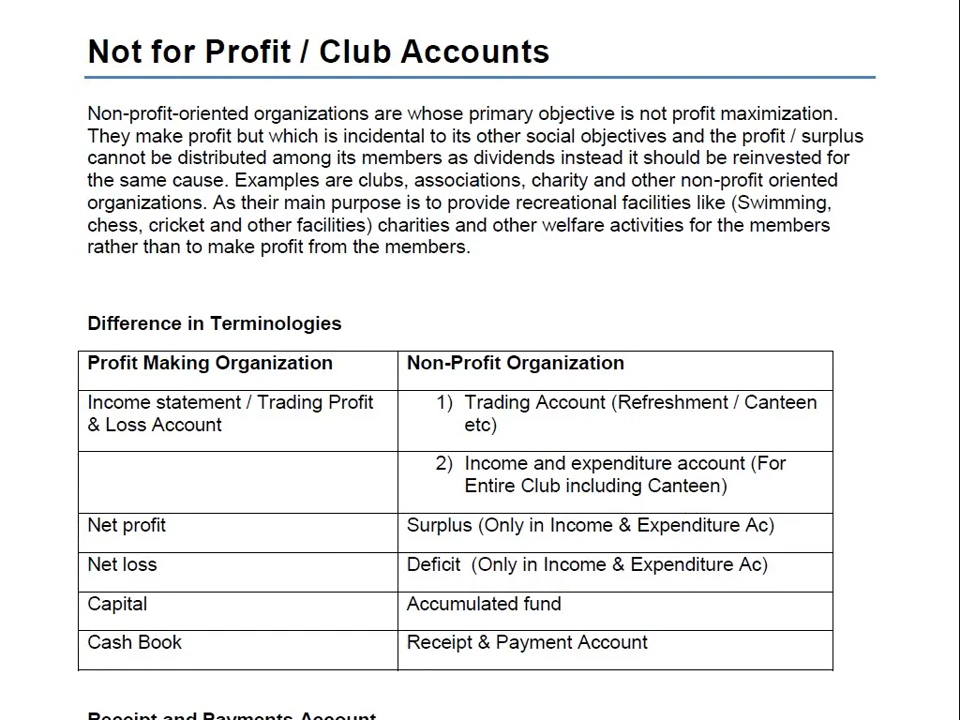 Not for Profit / Club Accounts
Non-profit-oriented organizations are whose primary objective is not profit maximization.
They make profit but which is incidental to its other social objectives and the profit / surplus
cannot be distributed among its members as dividends instead it should be reinvested for
the same cause. Examples are clubs, associations, charity and other non-profit oriented
organizations. As their main purpose is to provide recreational facilities like (Swimming,
chess, cricket and other facilities) charities and other welfare activities for the members
rather than to make profit from the members.
Difference in Terminologies
Profit Making Organization
Non-Profit Organization
Income statement / Trading Profit
& Loss Account
1) Trading Account (Refreshment / Canteen
etc)
2) Income and expenditure account (For
Entire Club including Canteen)
Net profit
Surplus (Only in Income & Expenditure Ac)
Net loss
Deficit (Only in Income & Expenditure Ac)
Capital
Accumulated fund
Cash Book
Receipt & Payment Account
Receipt and Payments Account